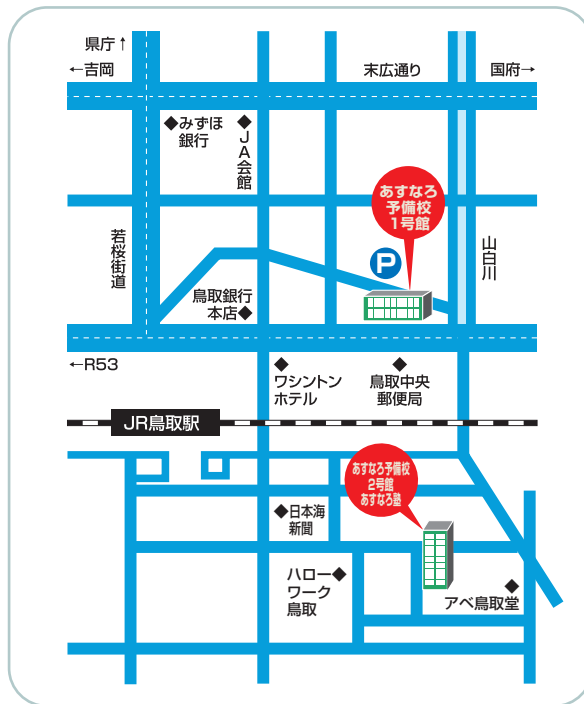 県庁↑
←吉岡
末広通り
国府→
◆みずほ
銀行
◆JA会館
あすなろ
予備校
1号館
若桜街道
P
山白川
鳥取銀行
本店◆
←R53
◆
ワシントン
ホテル
◆
鳥取中央
郵便局
JR鳥取駅
あすなろ予備校
2号館
あすなろ塾
◆日本海
新聞
ハロー◆
ワーク
鳥取
◆
アベ鳥取堂